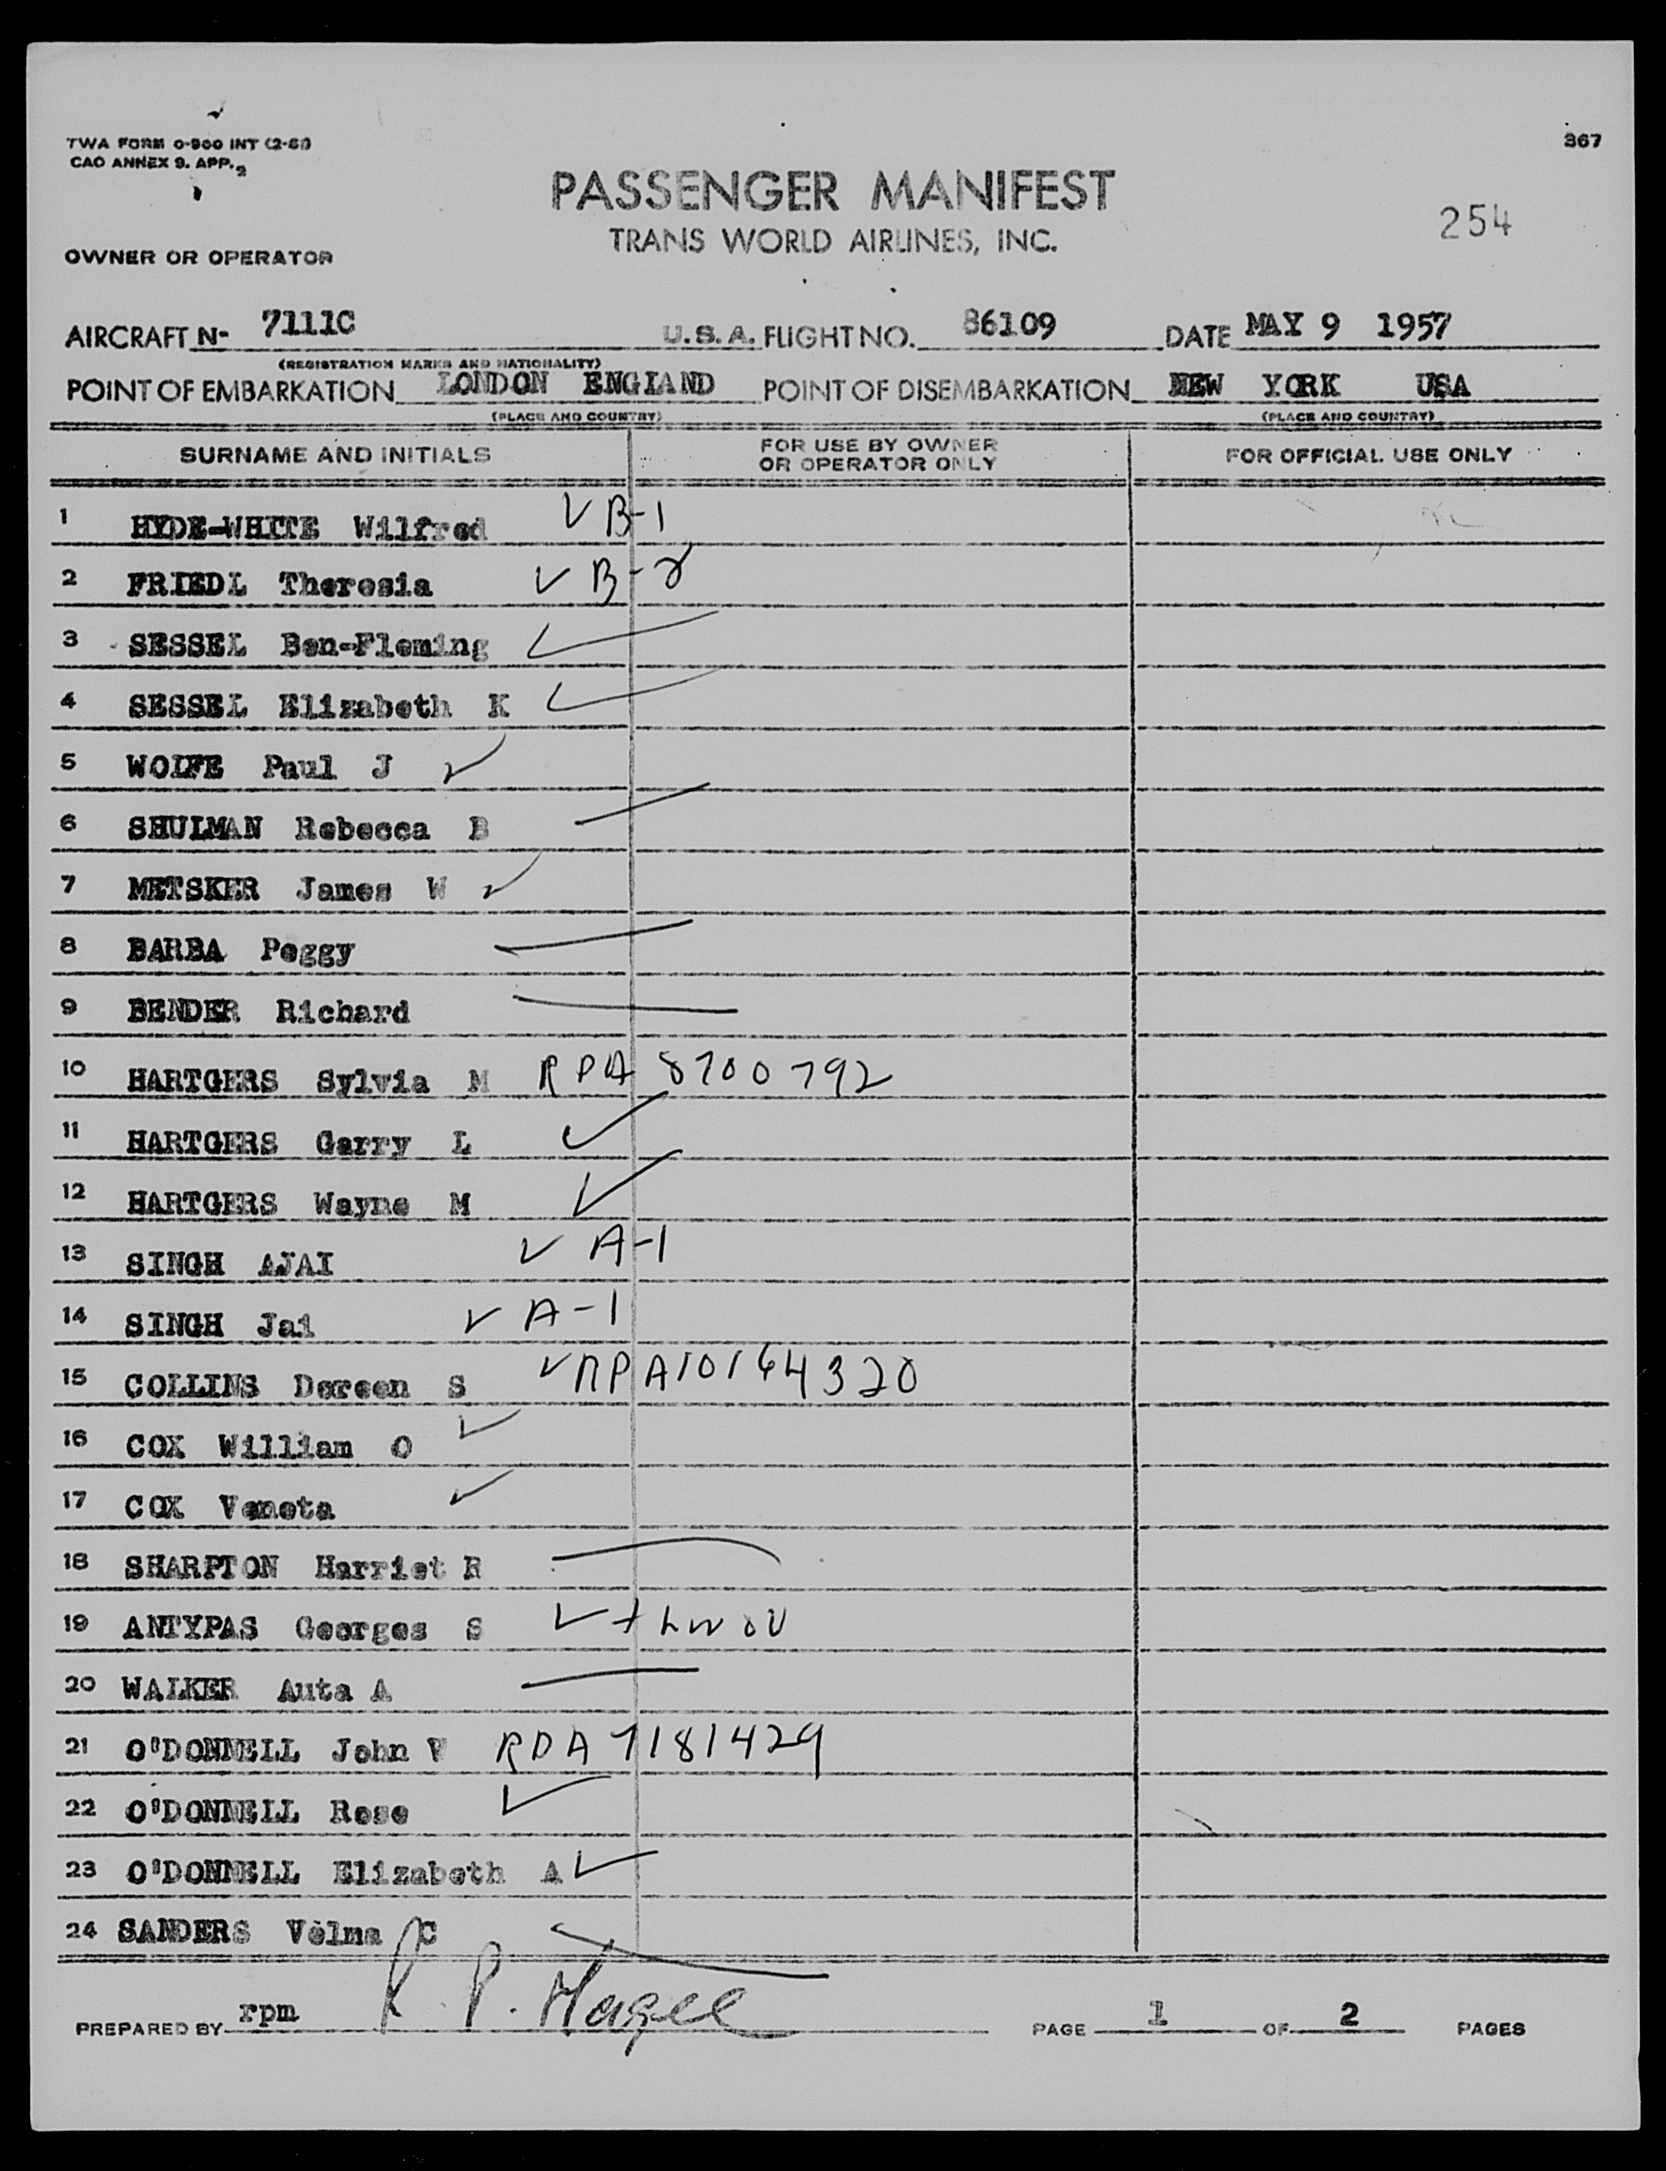 TWA FORM 0-900 INT (2-51)
CAO ANNEX 9. APP. 2
367
PASSENGER MANIFEST
TRANS WORLD AIRLINES, INC.
254
OWNER OR OPERATOR
AIRCRAFT N- 7111C U.S.A. FLIGHT NO. 86109 DATE MAY 9 1957
(REGISTRATION MARKS AND NATIONALITY)
POINT OF EMBARKATION LONDON ENGLAND POINT OF DISEMBARKATION NEW YORK USA
(PLACE AND COUNTRY) (PLACE AND COUNTRY)
SURNAME AND INITIALS FOR USE BY OWNER OR OPERATOR ONLY FOR OFFICIAL USE ONLY
1 HYDE-WHITE Wilfred ✓ B-1
2 FRIEDL Theresia ✓ B-2
3 SESSEL Ben-Fleming ✓
4 SESSEL Elizabeth K ✓
5 WOLFE Paul J ✓
6 SHULMAN Rebecca B
7 METSKER James W ✓
8 BARBA Peggy
9 BENDER Richard
10 HARTGERS Sylvia M RPA 8700792
11 HARTGERS Garry L ✓
12 HARTGERS Wayne M ✓
13 SINGH AJAI ✓ A-1
14 SINGH Jai ✓ A-1
15 COLLINS Doreen S ✓ RPA10164320
16 COX William O ✓
17 COX Veneta ✓
18 SHARPTON Harriet R
19 ANTYPAS Georges S ✓
20 WALKER Auta A
21 O'DONNELL John V RPA 7181429
22 O'DONNELL Rose ✓
23 O'DONNELL Elizabeth A ✓
24 SANDERS Velma C
PREPARED BY rpm R. P. Magee PAGE 1 OF 2 PAGES